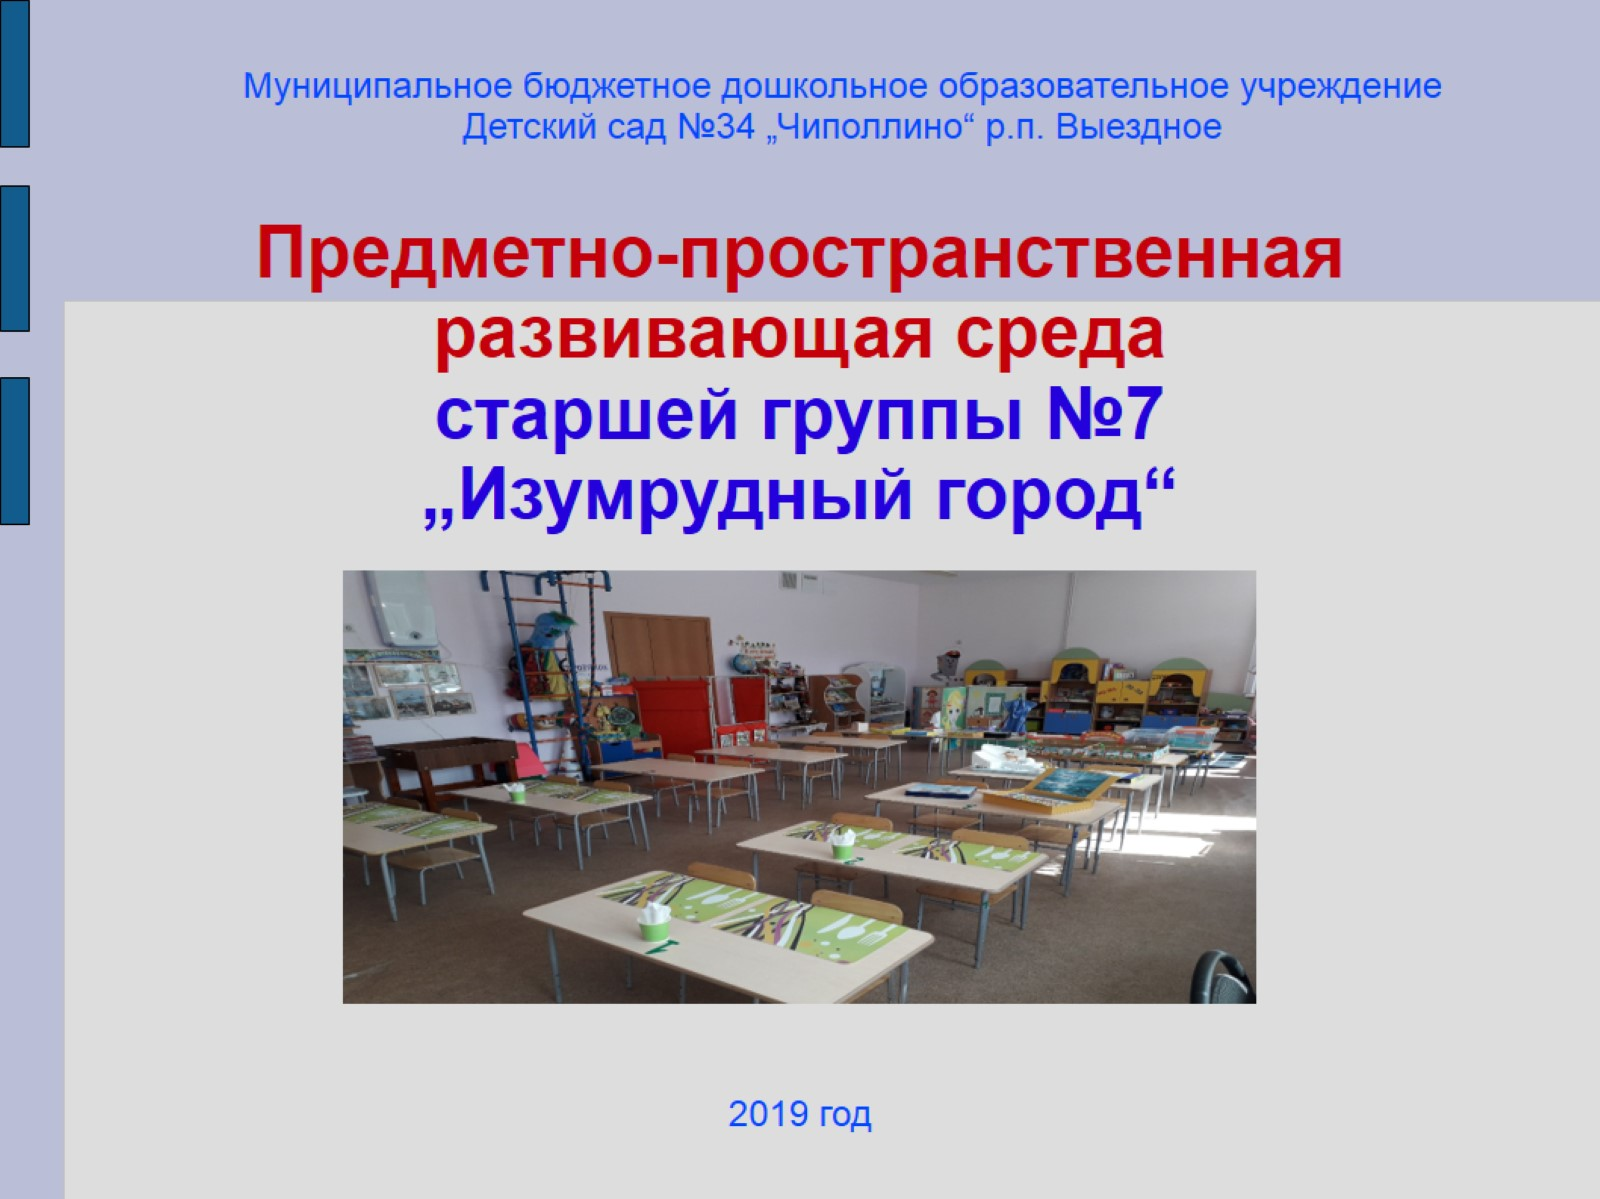 Муниципальное бюджетное дошкольное образовательное учреждение
Детский сад №34 „Чиполлино“ р.п. Выездное
Предметно-пространственная
развивающая среда
старшей группы №7
„Изумрудный город“
2019 год